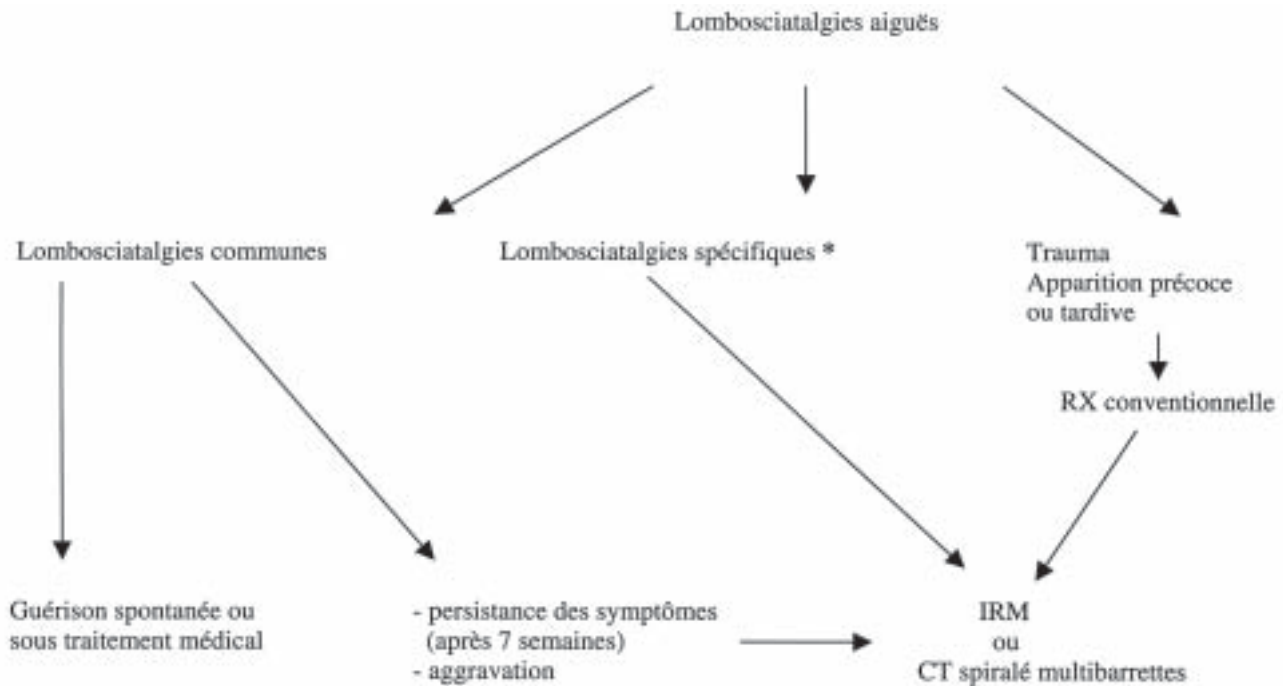 Lombosciatalgies aiguës
Lombosciatalgies communes
Lombosciatalgies spécifiques *
Trauma
Apparition précoce
ou tardive
RX conventionnelle
Guérison spontanée ou
sous traitement médical
- persistance des symptômes
(après 7 semaines)
- aggravation
IRM
ou
CT spiralé multibarrettes